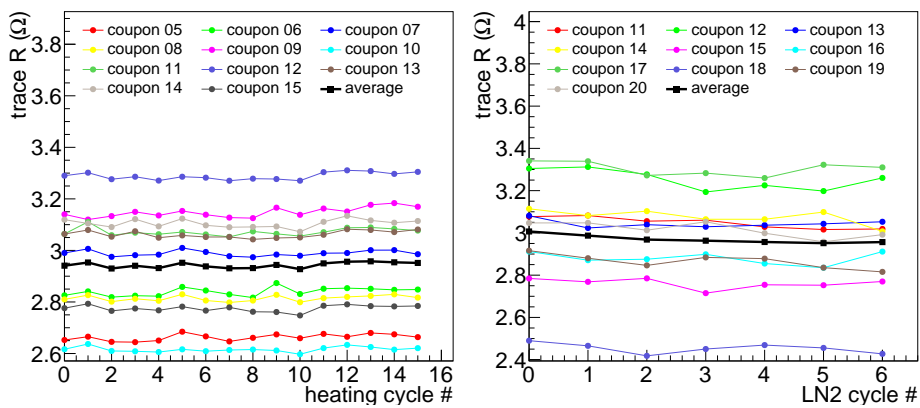 trace R (Ω)
3.8
3.6
3.4
3.2
3
2.8
2.6
coupon 05 coupon 06 coupon 07
coupon 08 coupon 09 coupon 10
coupon 11 coupon 12 coupon 13
coupon 14 coupon 15 average
0 2 4 6 8 10 12 14 16
heating cycle #
trace R (Ω)
4
3.8
3.6
3.4
3.2
3
2.8
2.6
2.4
coupon 11 coupon 12 coupon 13
coupon 14 coupon 15 coupon 16
coupon 17 coupon 18 coupon 19
coupon 20 average
0 1 2 3 4 5 6
LN2 cycle #